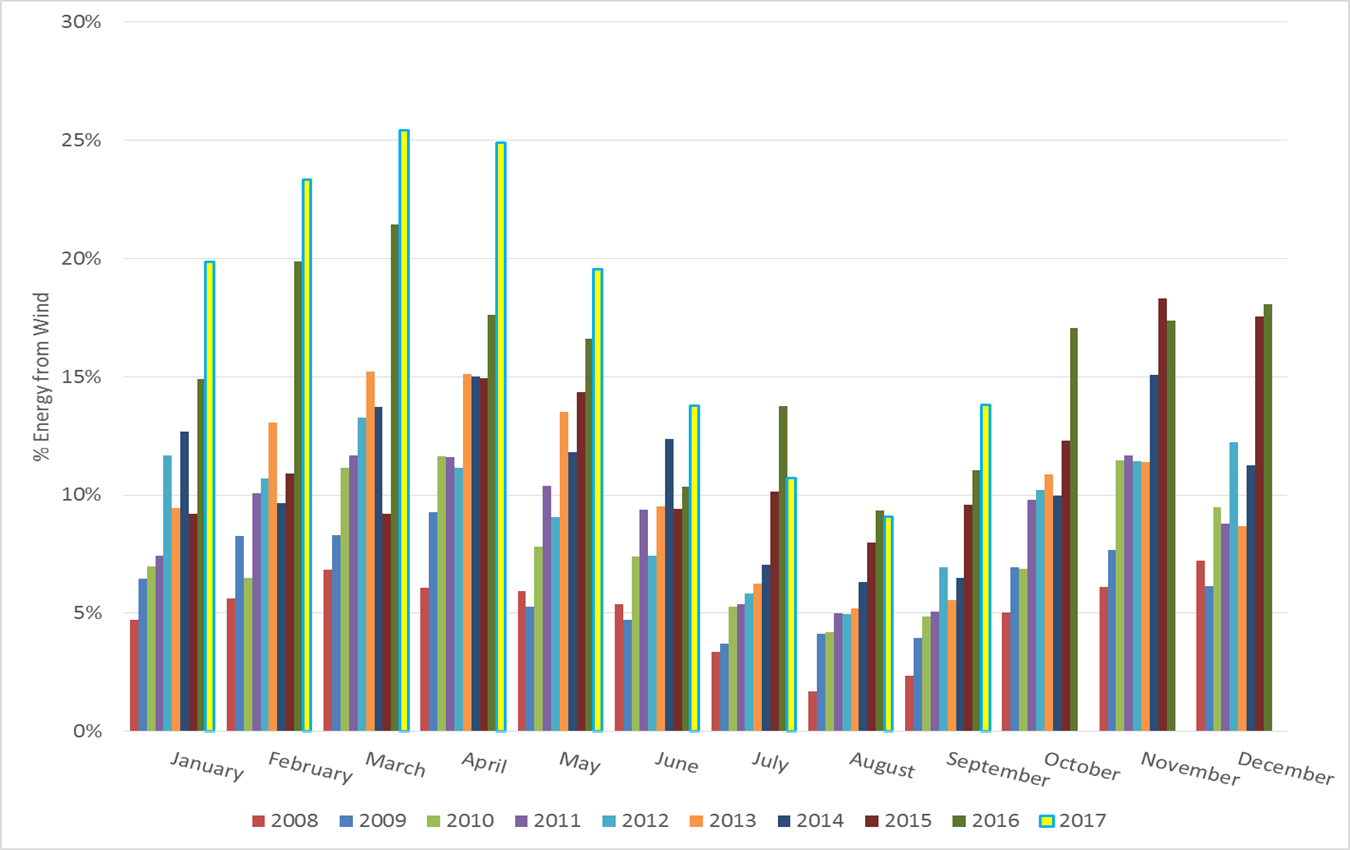 30%
25%
20%
15%
10%
5%
0%
% Energy from Wind
January
February
March
April
May
June
July
August
September
October
November
December
2008 2009 2010 2011 2012 2013 2014 2015 2016 2017